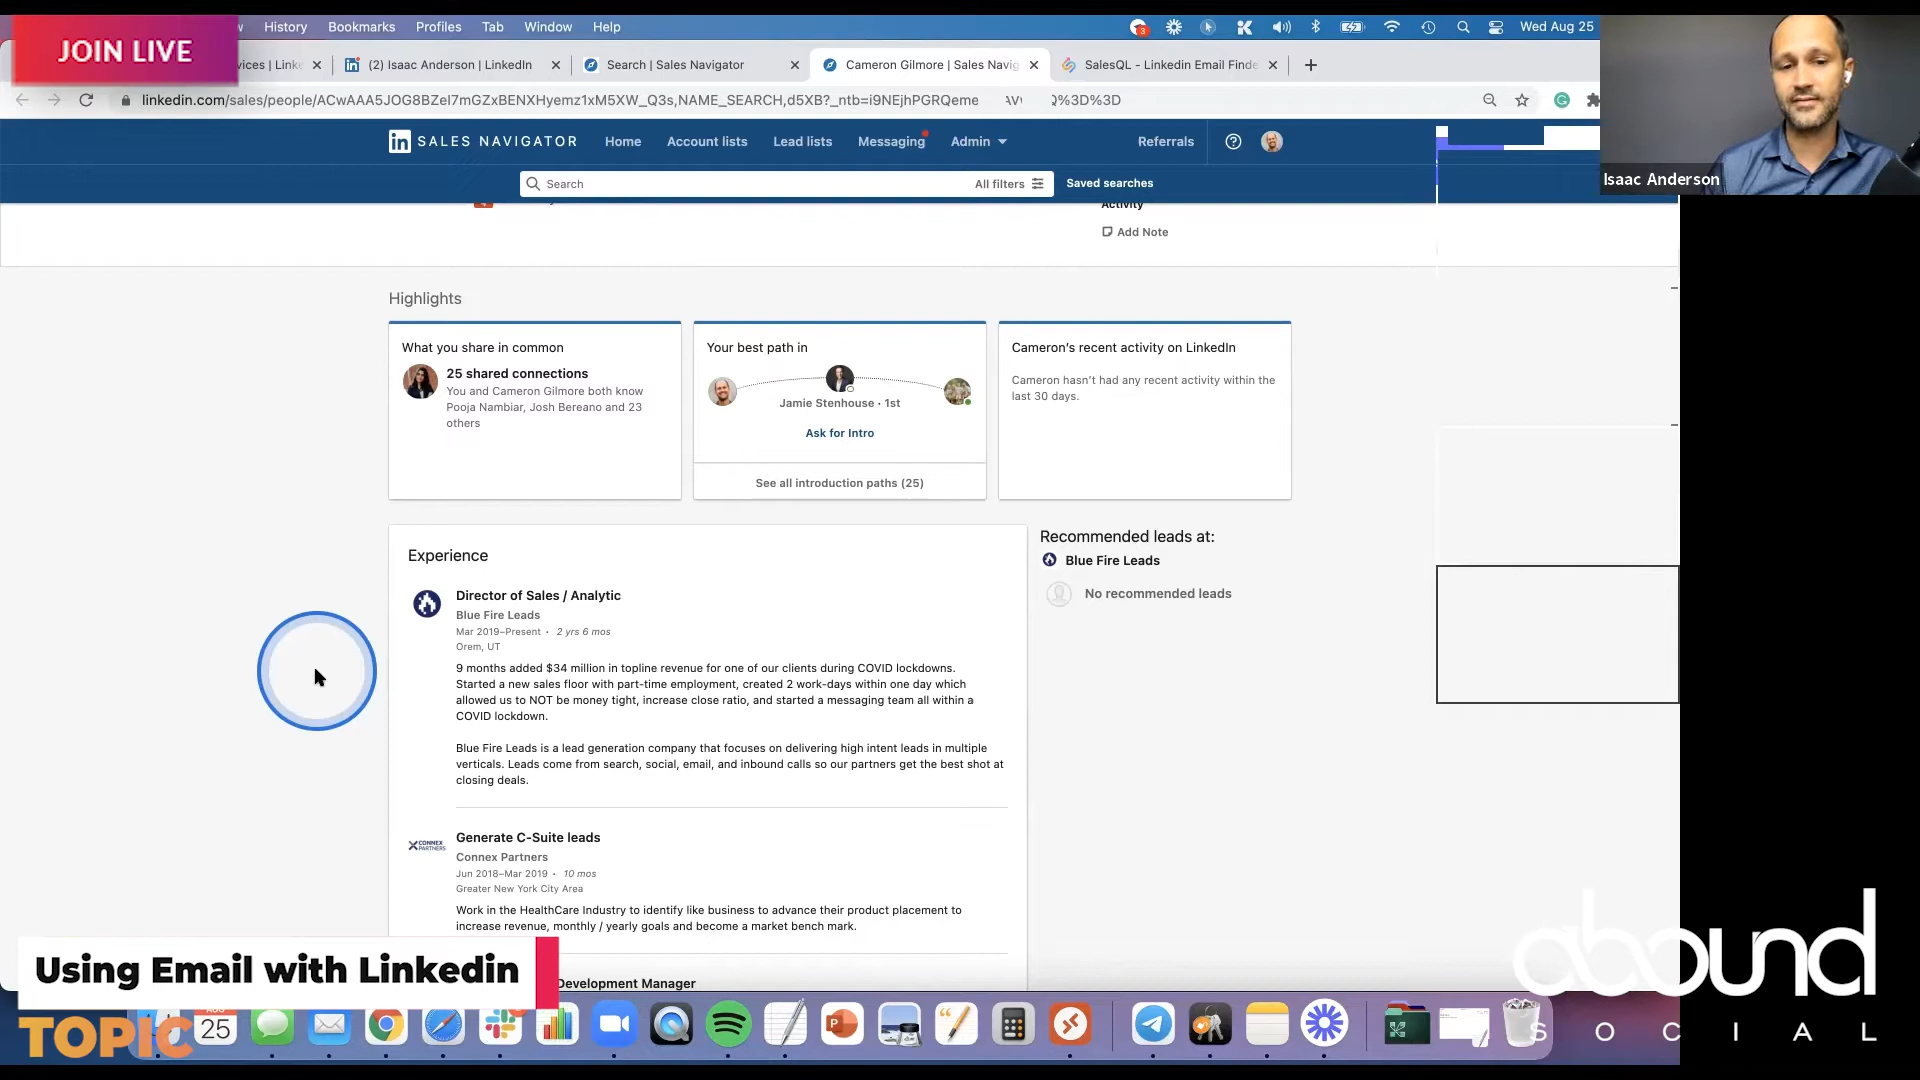 JOIN LIVE
History Bookmarks Profiles Tab Window Help
3
Wed Aug 25
(2) Isaac Anderson | LinkedIn
Search | Sales Navigator
Cameron Gilmore | Sales Navig
SalesQL - Linkedin Email Finde
Isaac Anderson
SALES NAVIGATOR
Home Account lists Lead lists Messaging Admin
Referrals
Search
All filters
Saved searches
Activity
Add Note
Highlights
What you share in common
25 shared connections
You and Cameron Gilmore both know
Pooja Nambiar, Josh Bereano and 23
others
Your best path in
Jamie Stenhouse · 1st
Ask for Intro
See all introduction paths (25)
Cameron's recent activity on LinkedIn
Cameron hasn't had any recent activity within the
last 30 days.
Experience
Director of Sales / Analytic
Blue Fire Leads
Mar 2019–Present • 2 yrs 6 mos
Orem, UT
9 months added $34 million in topline revenue for one of our clients during COVID lockdowns.
Started a new sales floor with part-time employment, created 2 work-days within one day which
allowed us to NOT be money tight, increase close ratio, and started a messaging team all within a
COVID lockdown.
Blue Fire Leads is a lead generation company that focuses on delivering high intent leads in multiple
verticals. Leads come from search, social, email, and inbound calls so our partners get the best shot at
closing deals.
Recommended leads at:
Blue Fire Leads
No recommended leads
CONNEX
PARTNERS
Generate C-Suite leads
Connex Partners
Jun 2018–Mar 2019 • 10 mos
Greater New York City Area
Work in the HealthCare Industry to identify like business to advance their product placement to
increase revenue, monthly / yearly goals and become a market bench mark.
Development Manager
Using Email with Linkedin
TOPIC
25
abound
SOCIAL